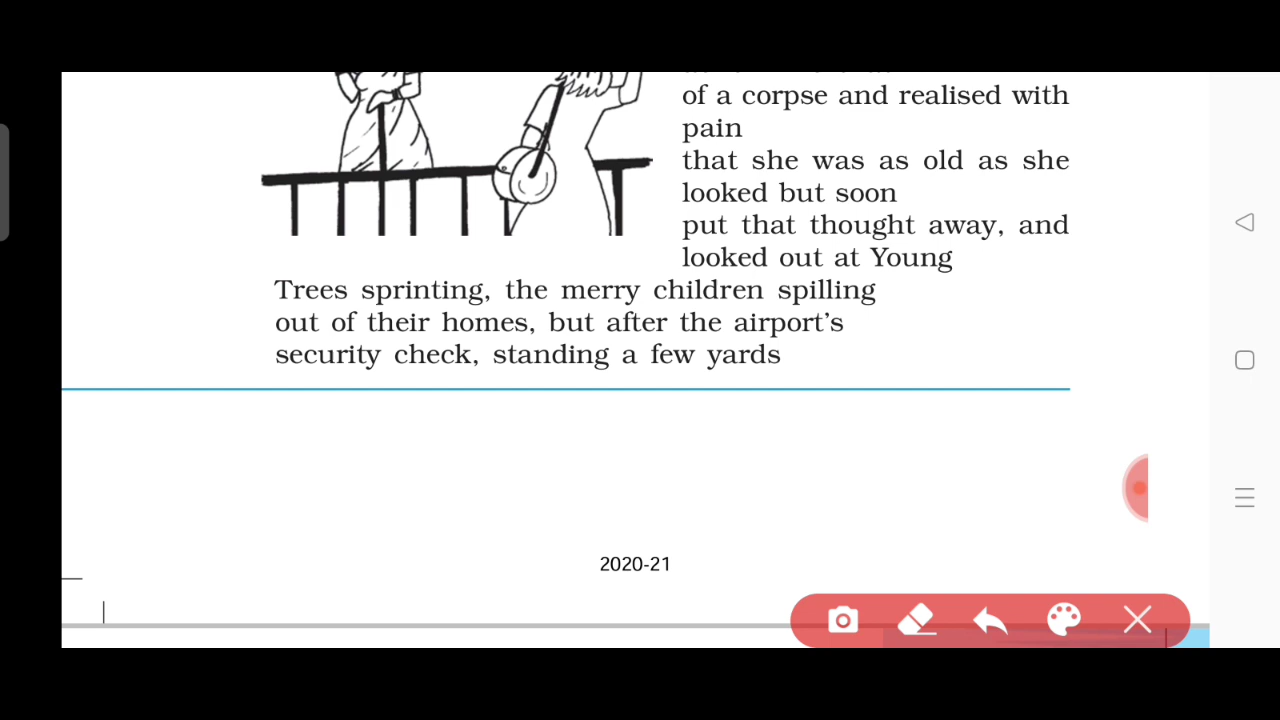 of a corpse and realised with
pain
that she was as old as she
looked but soon
put that thought away, and
looked out at Young
Trees sprinting, the merry children spilling
out of their homes, but after the airport’s
security check, standing a few yards
2020-21